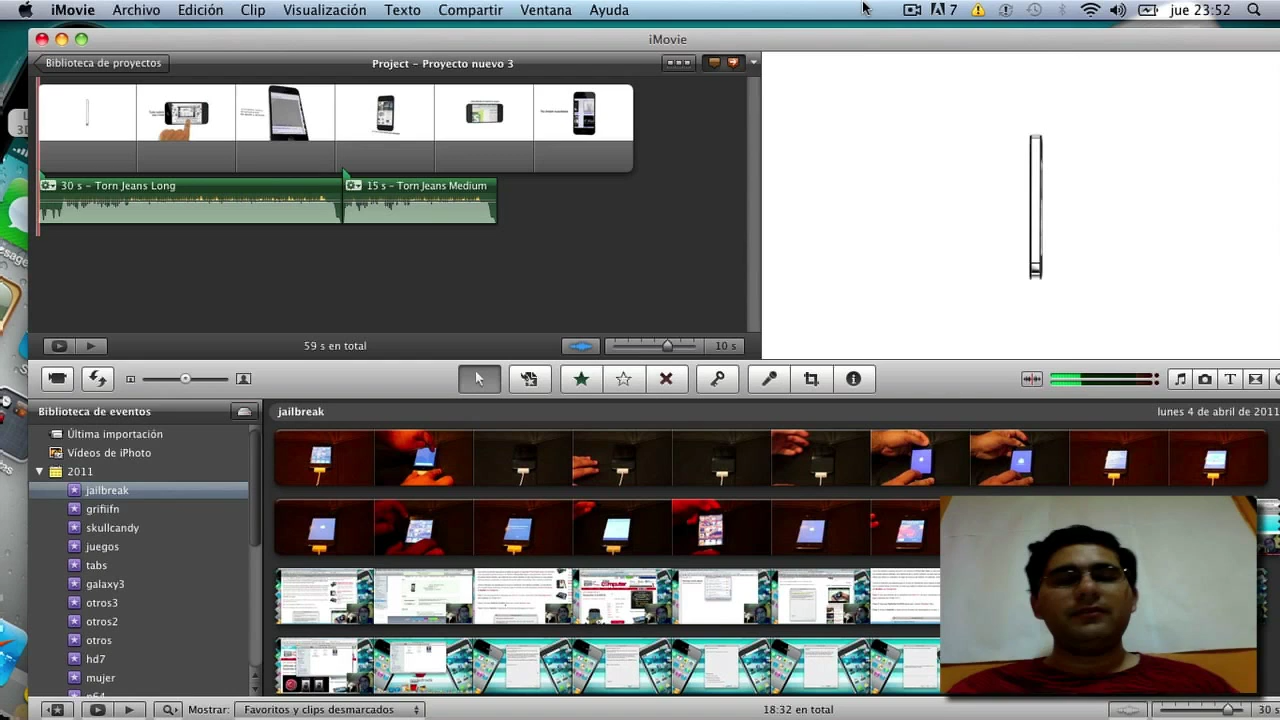 iMovie Archivo Edición Clip Visualización Texto Compartir Ventana Ayuda 7 jue 23:52
iMovie
Biblioteca de proyectos Project – Proyecto nuevo 3
30 s – Torn Jeans Long 15 s – Torn Jeans Medium
59 s en total 10 s
Biblioteca de eventos jailbreak lunes 4 de abril de 2011
Última importación
Vídeos de iPhoto
2011
jailbreak
grifiifn
skullcandy
juegos
tabs
galaxy3
otros3
otros2
otros
hd7
mujer
n64
Mostrar: Favoritos y clips desmarcados 18:32 en total 30 s